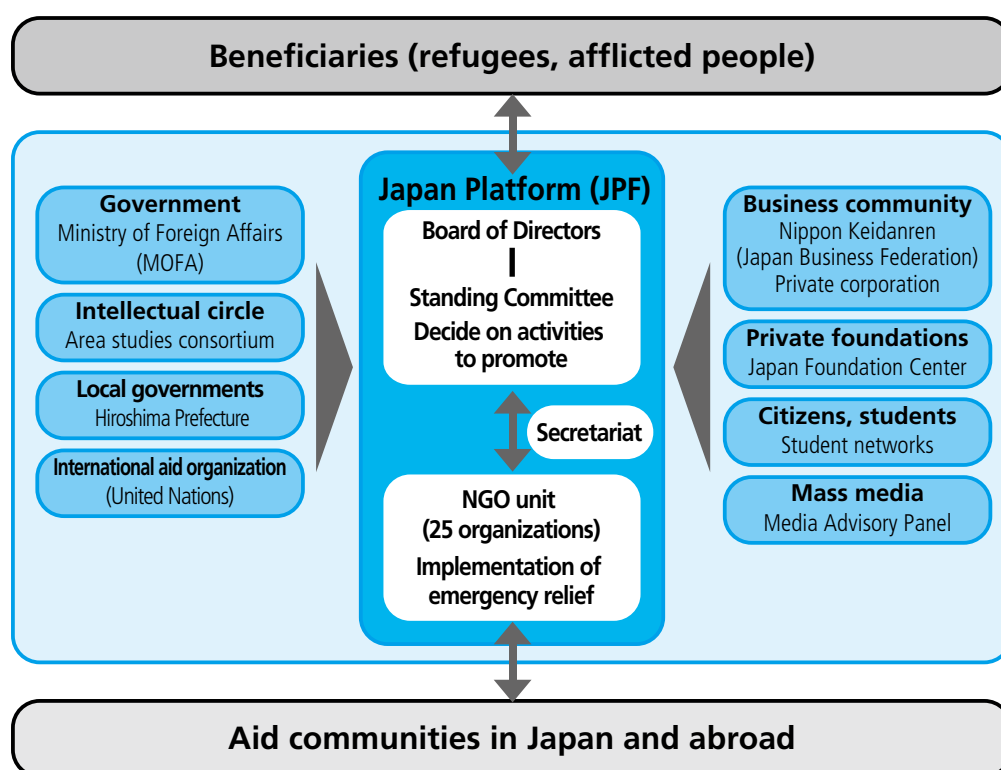 Beneficiaries (refugees, afflicted people)
Japan Platform (JPF)
Board of Directors
Standing Committee
Decide on activities
to promote
Secretariat
NGO unit
(25 organizations)
Implementation of
emergency relief
Government
Ministry of Foreign Affairs
(MOFA)
Intellectual circle
Area studies consortium
Local governments
Hiroshima Prefecture
International aid organization
(United Nations)
Business community
Nippon Keidanren
(Japan Business Federation)
Private corporation
Private foundations
Japan Foundation Center
Citizens, students
Student networks
Mass media
Media Advisory Panel
Aid communities in Japan and abroad